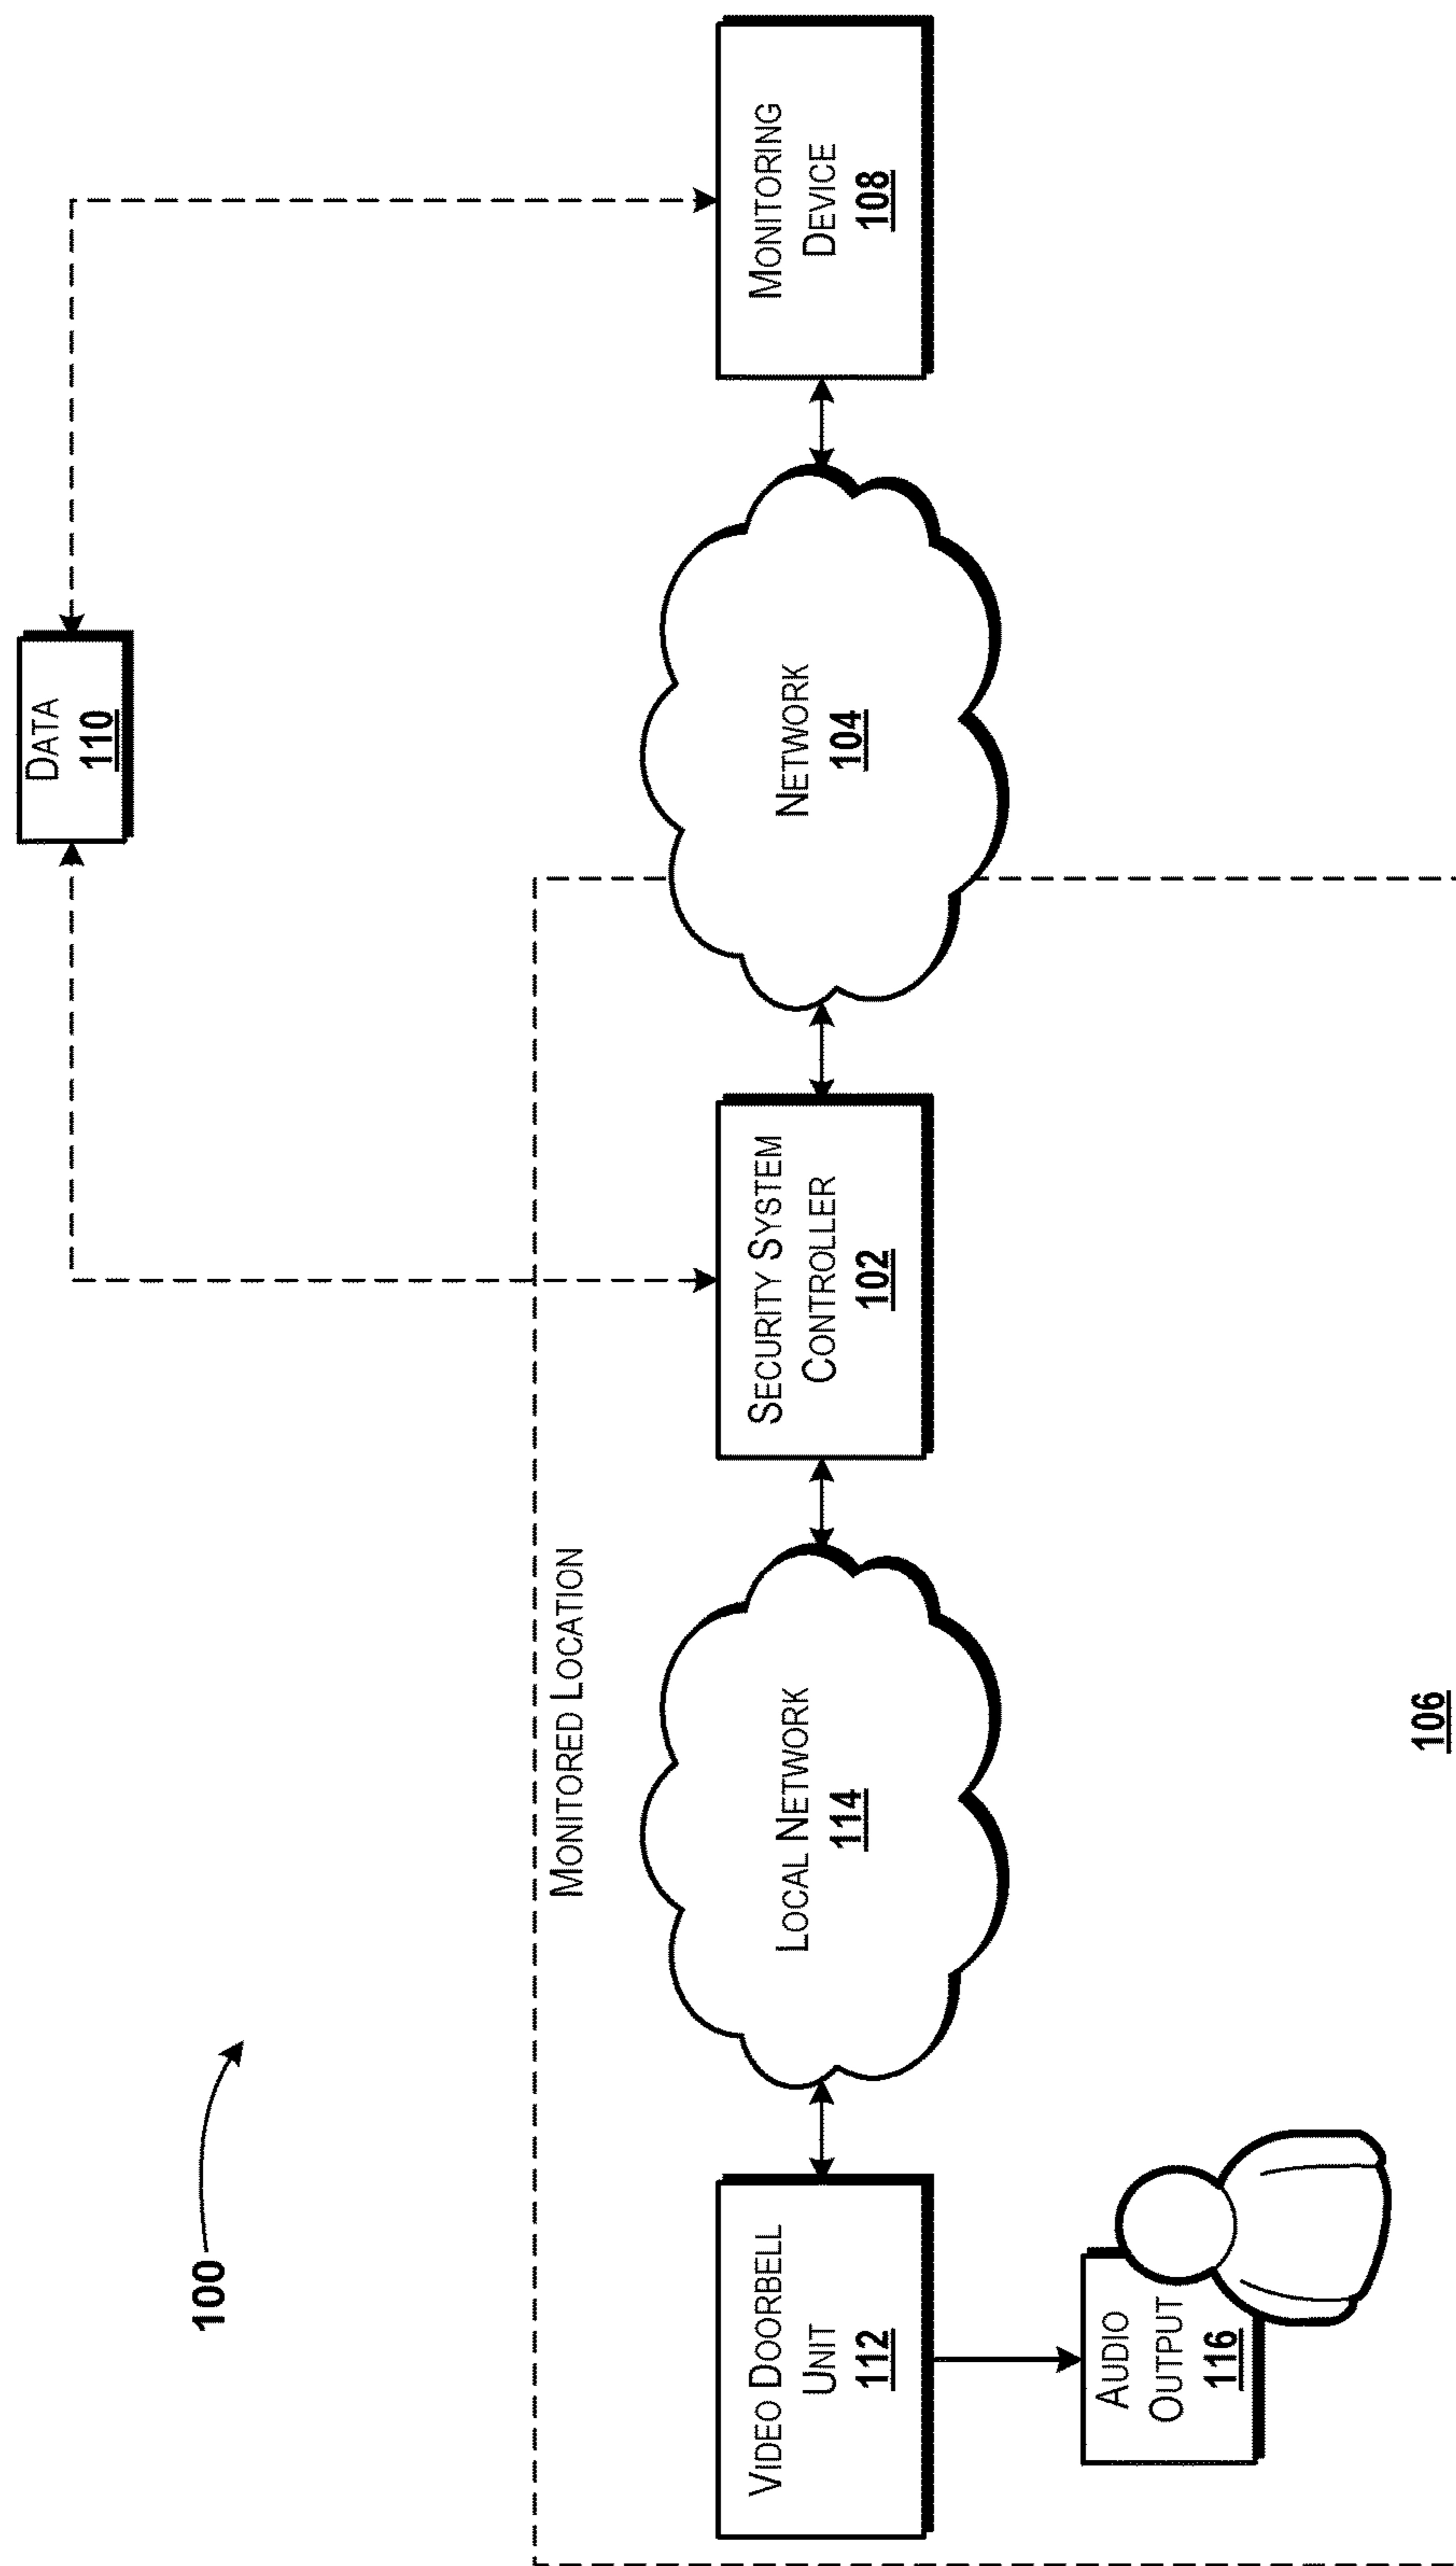 100
DATA
110
MONITORED LOCATION
VIDEO DOORBELL
UNIT
112
LOCAL NETWORK
114
SECURITY SYSTEM
CONTROLLER
102
NETWORK
104
MONITORING
DEVICE
108
AUDIO
OUTPUT
116
106